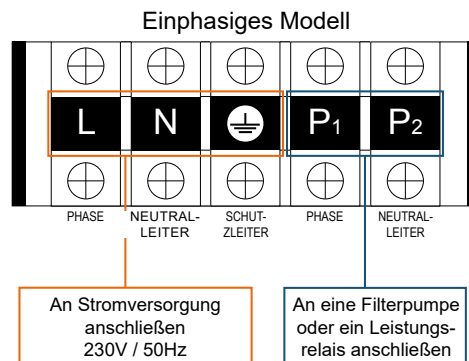 Einphasiges Modell
L N P1 P2
PHASE NEUTRAL-
LEITER SCHUT-
ZLEITER PHASE NEUTRAL-
LEITER
An Stromversorgung
anschließen
230V / 50Hz
An eine Filterpumpe
oder ein Leistungs-
relais anschließen